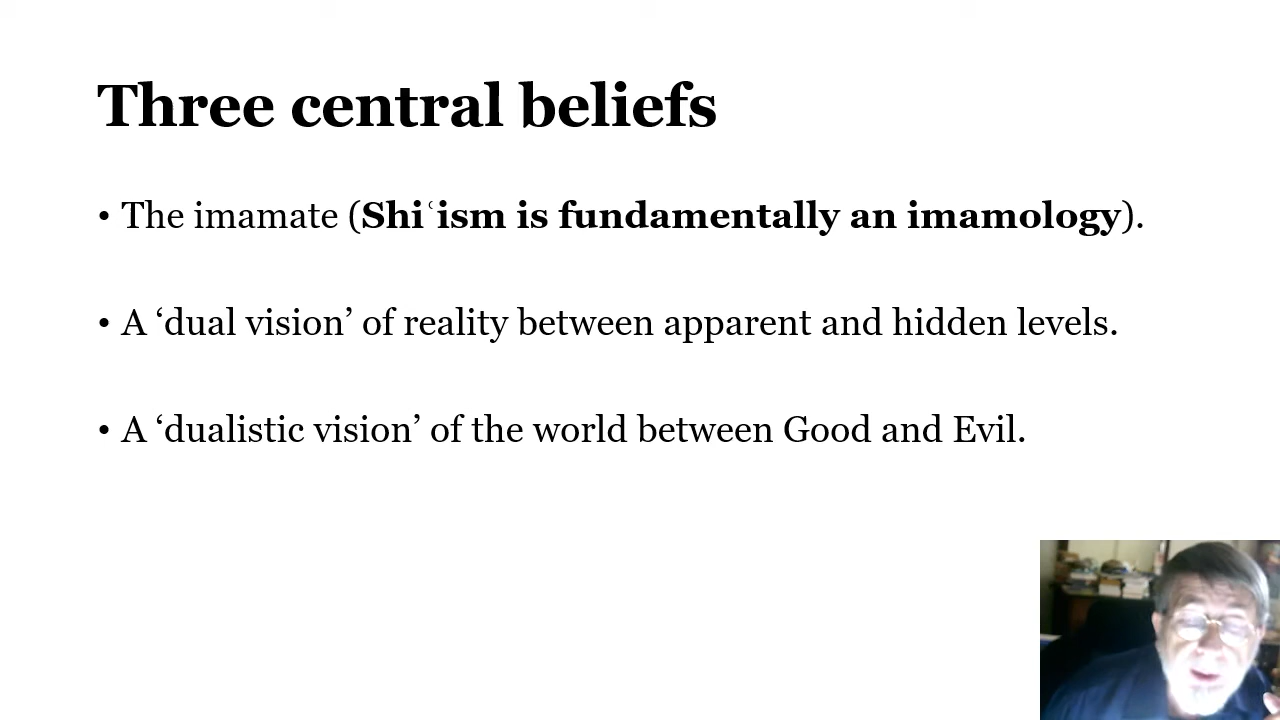 Three central beliefs
• The imamate (Shiʿism is fundamentally an imamology).
• A ‘dual vision’ of reality between apparent and hidden levels.
• A ‘dualistic vision’ of the world between Good and Evil.